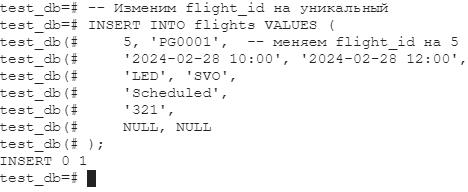 test_db=# -- Изменим flight_id на уникальный
test_db=# INSERT INTO flights VALUES (
test_db(#     5, 'PG0001',  -- меняем flight_id на 5
test_db(#     '2024-02-28 10:00', '2024-02-28 12:00',
test_db(#     'LED', 'SVO',
test_db(#     'Scheduled',
test_db(#     '321',
test_db(#     NULL, NULL
test_db(# );
INSERT 0 1
test_db=#